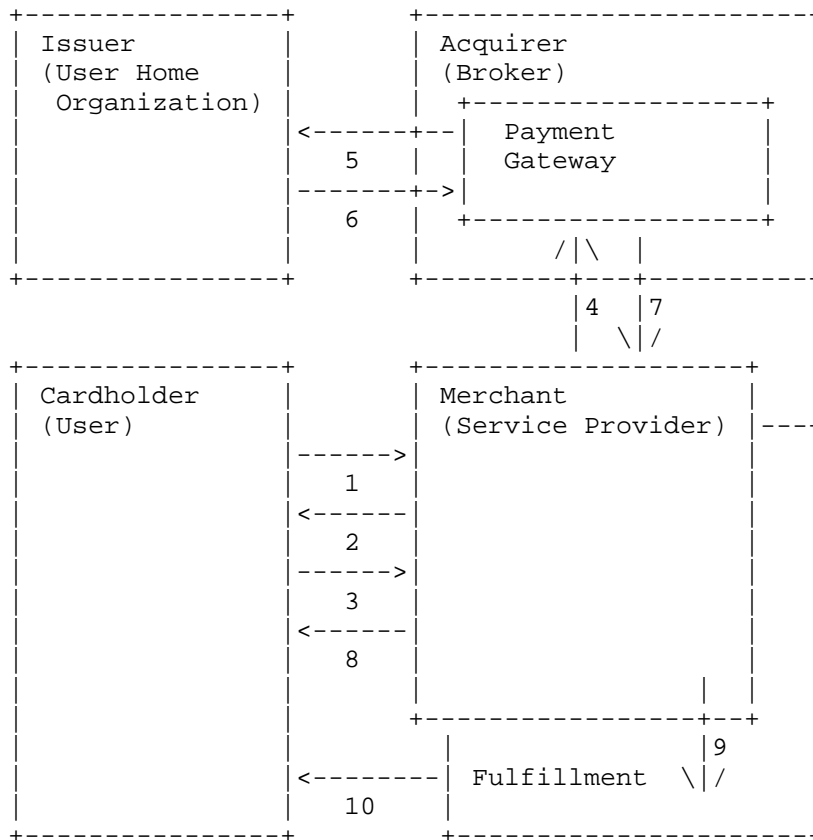 Issuer
(User Home
Organization)
Acquirer
(Broker)
Payment
Gateway
5
6
4
7
Cardholder
(User)
Merchant
(Service Provider)
1
2
3
8
9
Fulfillment
10